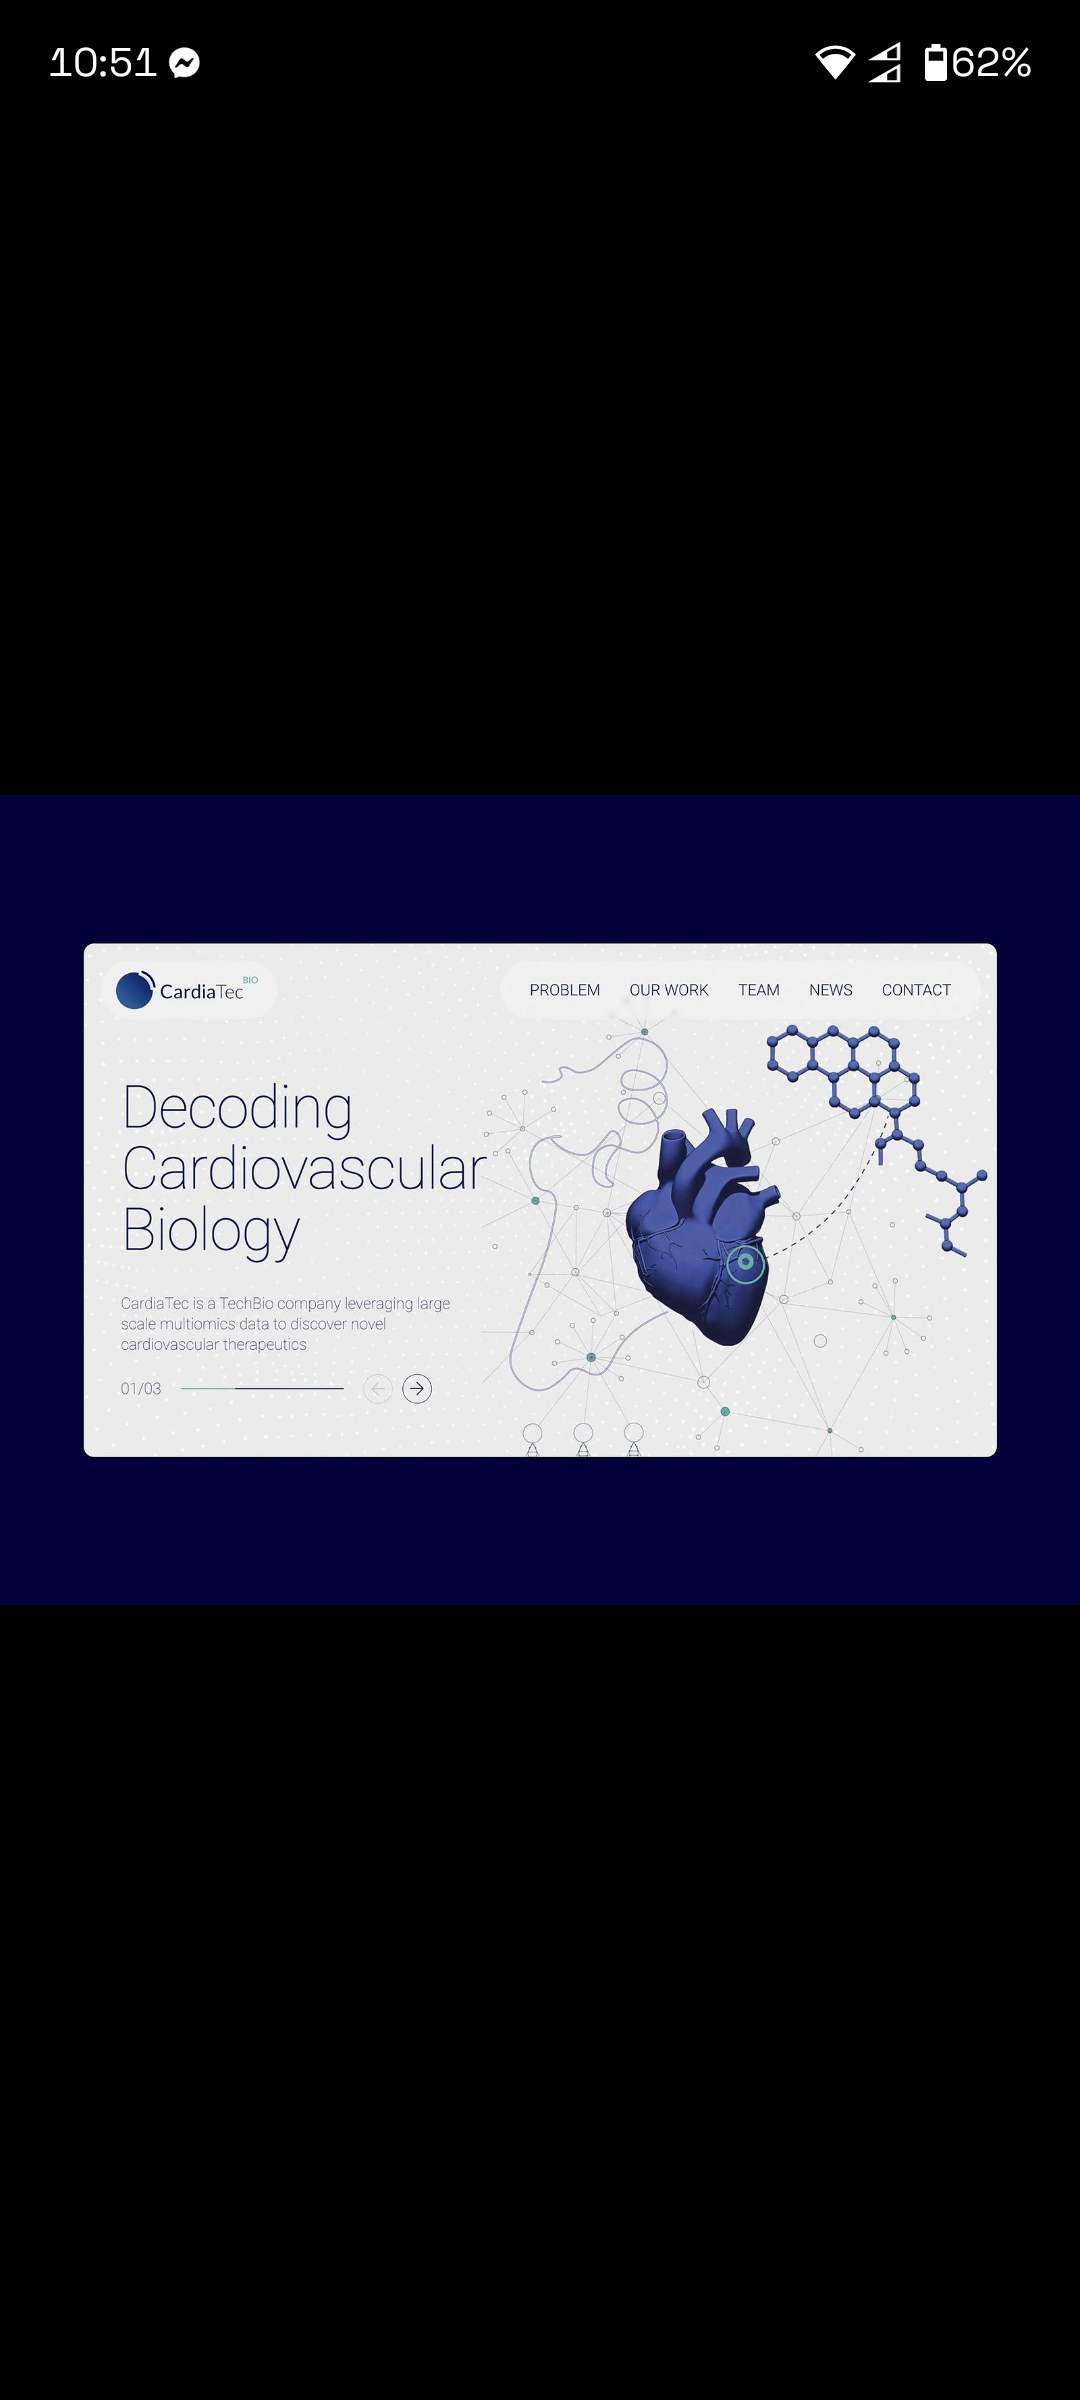 10:51
62%
CardiaTec BIO
PROBLEM OUR WORK TEAM NEWS CONTACT
Decoding
Cardiovascular
Biology
CardiaTec is a TechBio company leveraging large
scale multiomics data to discover novel
cardiovascular therapeutics
01/03